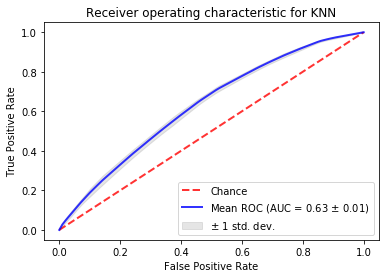 Receiver operating characteristic for KNN
True Positive Rate
1.0
0.8
0.6
0.4
0.2
0.0
Chance
Mean ROC (AUC = 0.63 ± 0.01)
± 1 std. dev.
0.0 0.2 0.4 0.6 0.8 1.0
False Positive Rate